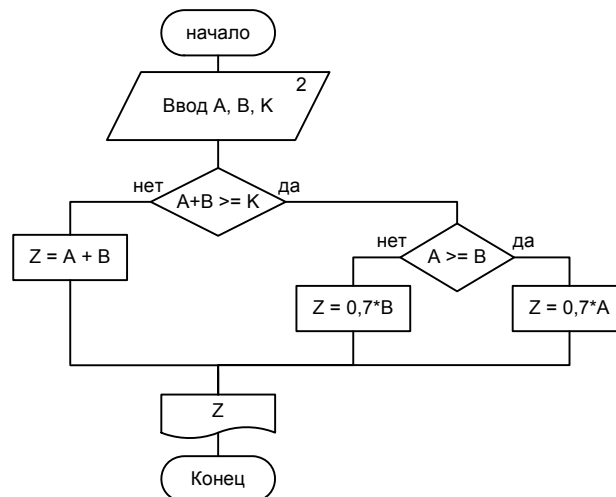 начало
2
Ввод A, B, K
нет
A+B >= K
да
Z = A + B
нет
A >= B
да
Z = 0,7*B
Z = 0,7*A
Z
Конец